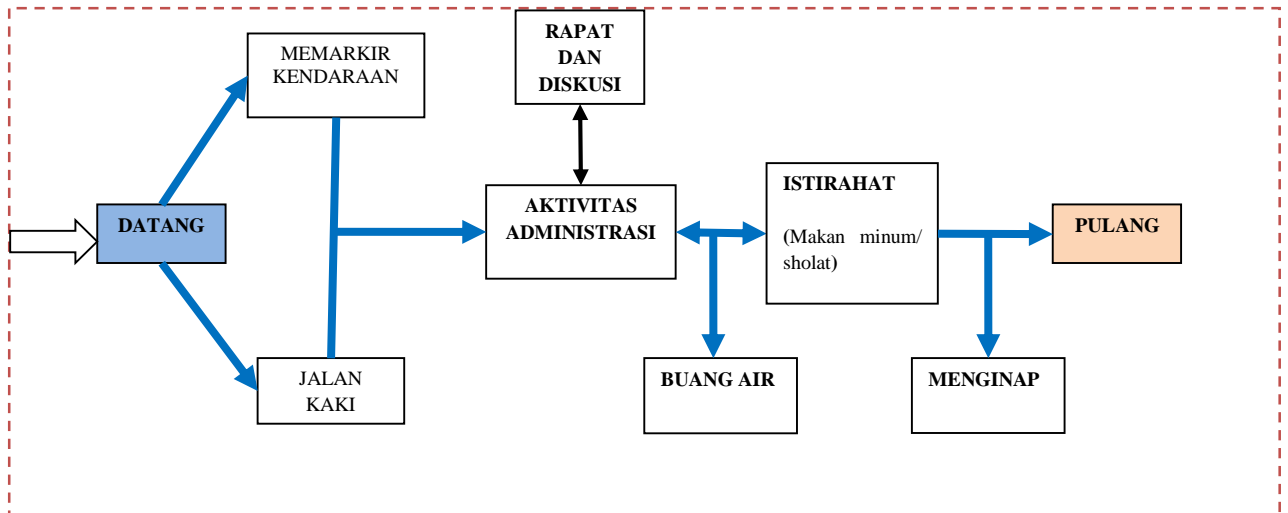 RAPAT
DAN
DISKUSI
MEMARKIR
KENDARAAN
DATANG
AKTIVITAS
ADMINISTRASI
ISTIRAHAT
(Makan minum/
sholat)
PULANG
JALAN
KAKI
BUANG AIR
MENGINAP